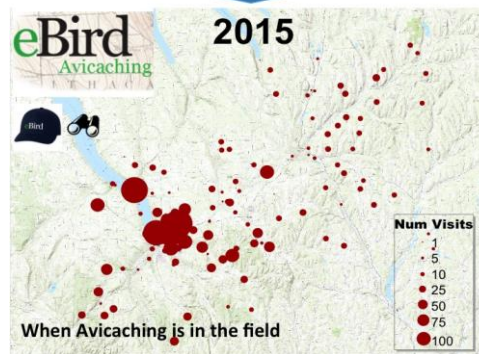 eBird
Avicaching
ITHACA
2015
eBird
Num Visits
1
5
10
25
50
75
100
When Avicaching is in the field